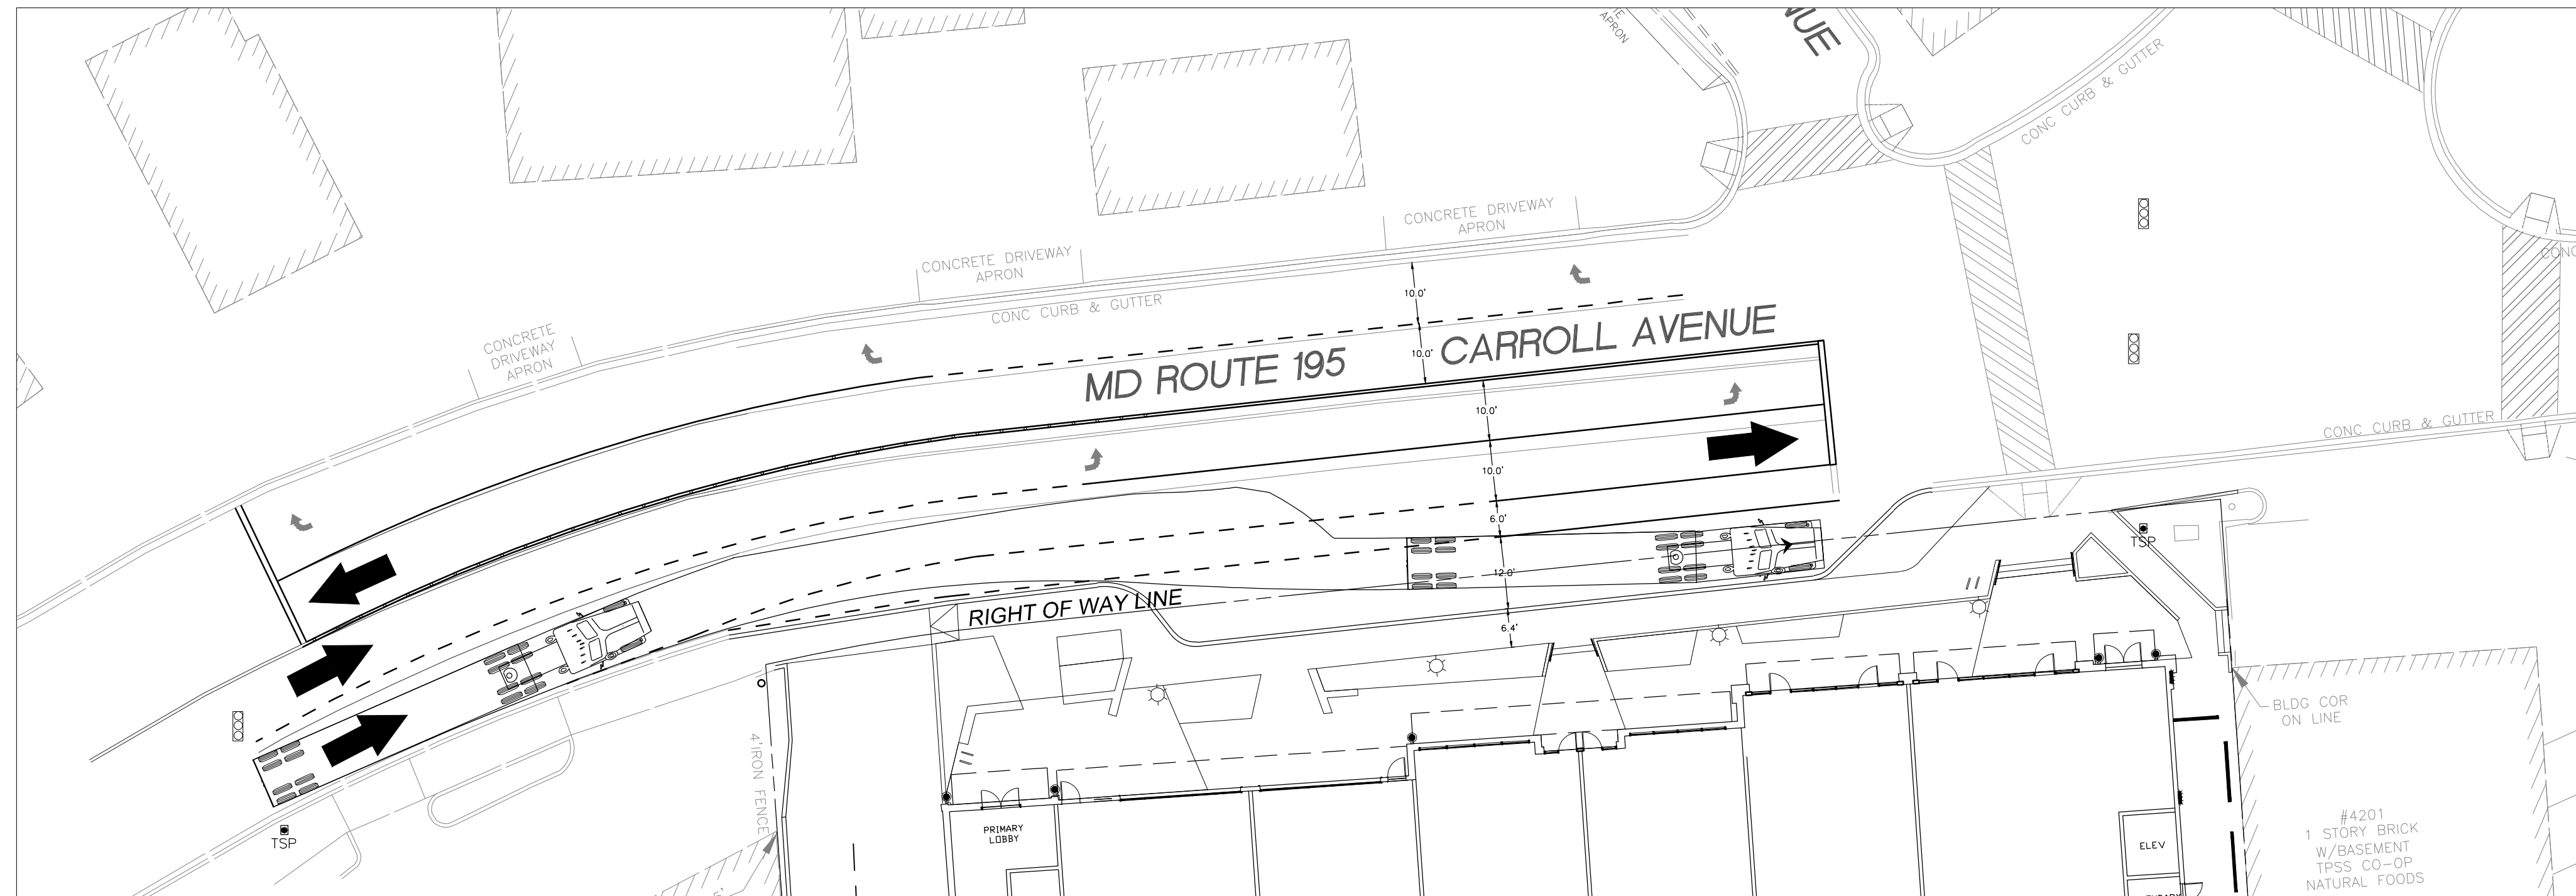 NUE
APRON
CONC CURB & GUTTER
CONCRETE DRIVEWAY
APRON
CONCRETE DRIVEWAY
APRON
CONC CURB & GUTTER
CONCRETE
DRIVEWAY
APRON
10.0'
10.0'
MD ROUTE 195
CARROLL AVENUE
10.0'
10.0'
6.0'
12.0'
6.4'
CONC CURB & GUTTER
CONC
RIGHT OF WAY LINE
TSP
TSP
4' IRON FENCE
PRIMARY
LOBBY
BLDG COR
ON LINE
ELEV
#4201
1 STORY BRICK
W/BASEMENT
TPSS CO-OP
NATURAL FOODS